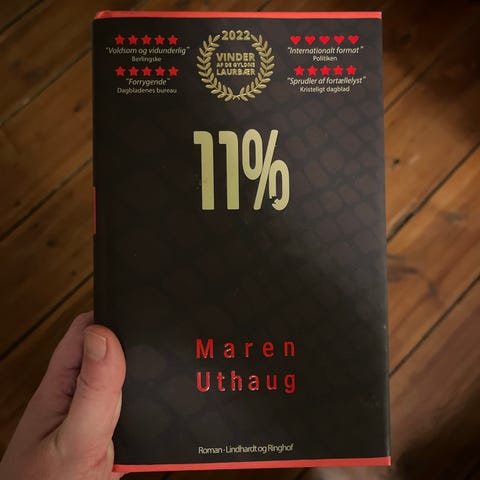 "Voldsom og vidunderlig"
Berlingske
"Forrygende"
Dagbladenes bureau
2022
VINDER
AF DE GYLDNE
LAURBÆR
"Internationalt format"
Politiken
"Sprudler af fortællelyst"
Kristeligt dagblad
11%
Maren
Uthaug
Roman · Lindhardt og Ringhof